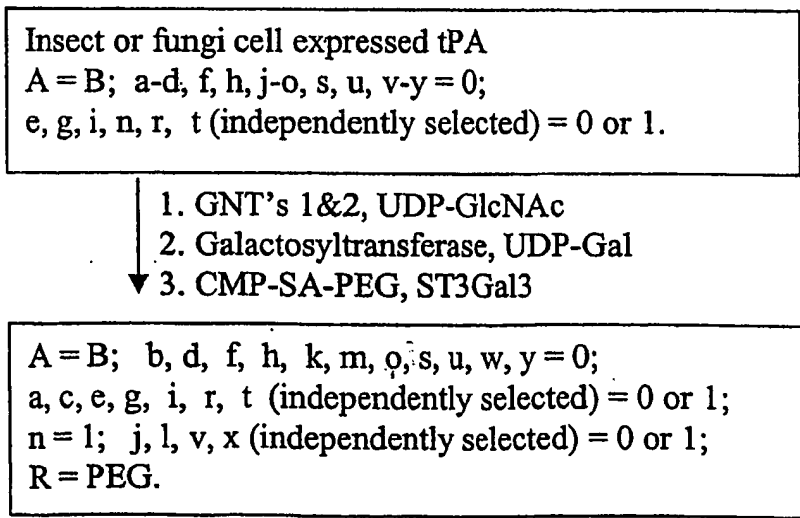 Insect or fungi cell expressed tPA
A = B; a-d, f, h, j-o, s, u, v-y = 0;
e, g, i, n, r, t (independently selected) = 0 or 1.
1. GNT's 1&2, UDP-GlcNAc
2. Galactosyltransferase, UDP-Gal
3. CMP-SA-PEG, ST3Gal3
A = B; b, d, f, h, k, m, o, s, u, w, y = 0;
a, c, e, g, i, r, t (independently selected) = 0 or 1;
n = 1; j, l, v, x (independently selected) = 0 or 1;
R = PEG.